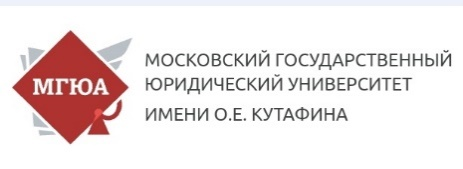 МГЮА
МОСКОВСКИЙ ГОСУДАРСТВЕННЫЙ
ЮРИДИЧЕСКИЙ УНИВЕРСИТЕТ
ИМЕНИ О.Е. КУТАФИНА